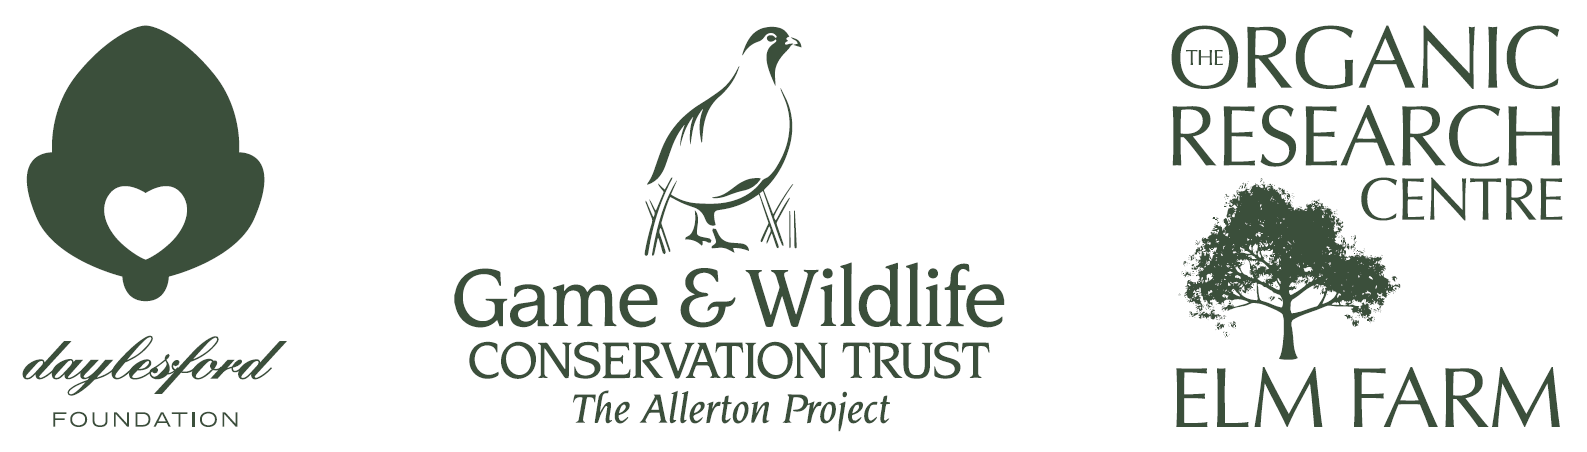 daylesford
FOUNDATION
Game & Wildlife
CONSERVATION TRUST
The Allerton Project
THE ORGANIC
RESEARCH
CENTRE
ELM FARM